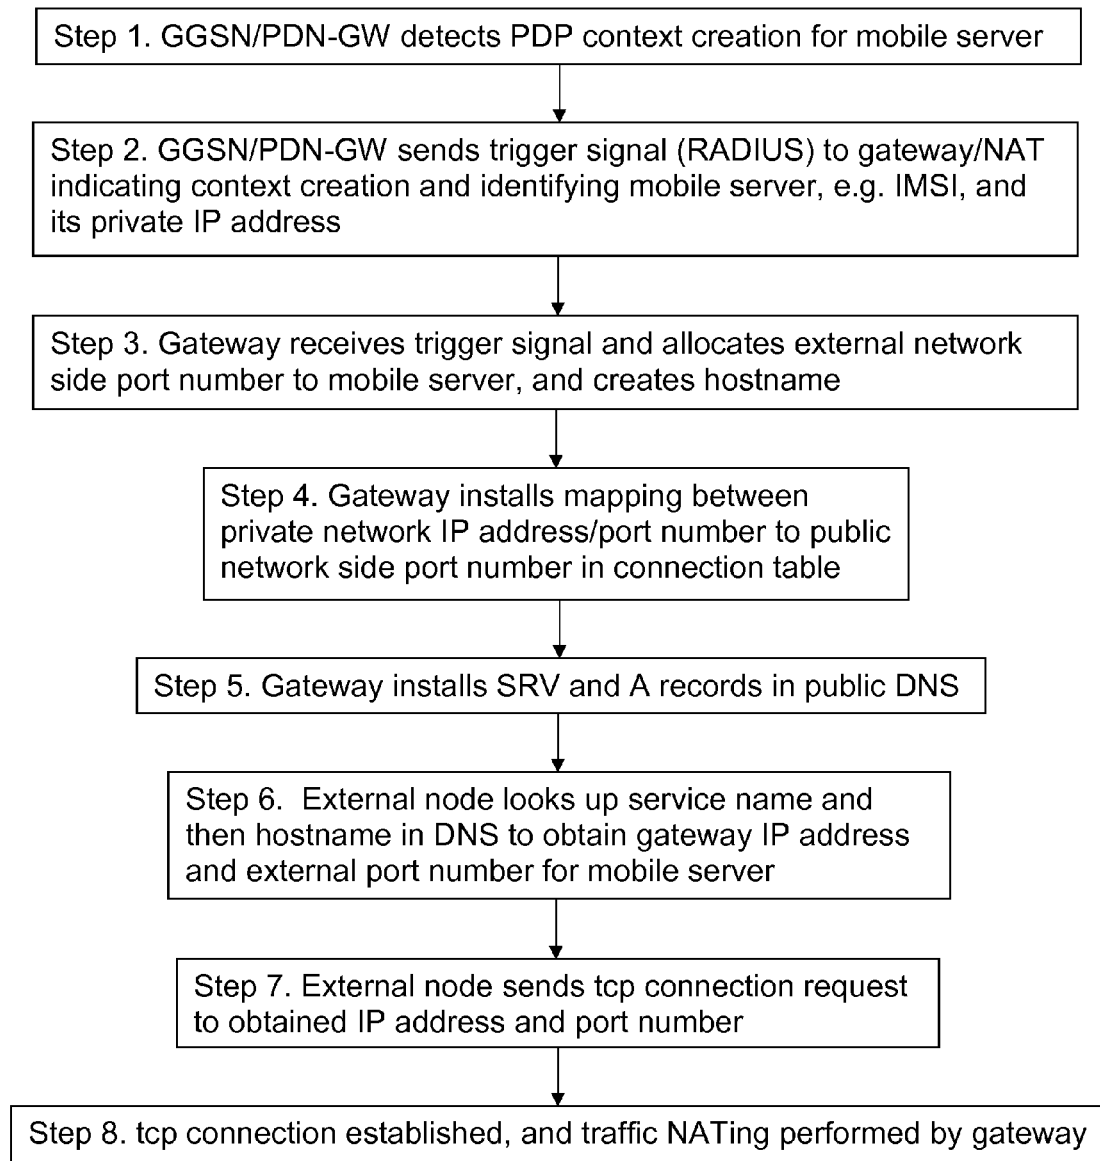 Step 1. GGSN/PDN-GW detects PDP context creation for mobile server
Step 2. GGSN/PDN-GW sends trigger signal (RADIUS) to gateway/NAT
indicating context creation and identifying mobile server, e.g. IMSI, and
its private IP address
Step 3. Gateway receives trigger signal and allocates external network
side port number to mobile server, and creates hostname
Step 4. Gateway installs mapping between
private network IP address/port number to public
network side port number in connection table
Step 5. Gateway installs SRV and A records in public DNS
Step 6. External node looks up service name and
then hostname in DNS to obtain gateway IP address
and external port number for mobile server
Step 7. External node sends tcp connection request
to obtained IP address and port number
Step 8. tcp connection established, and traffic NATing performed by gateway